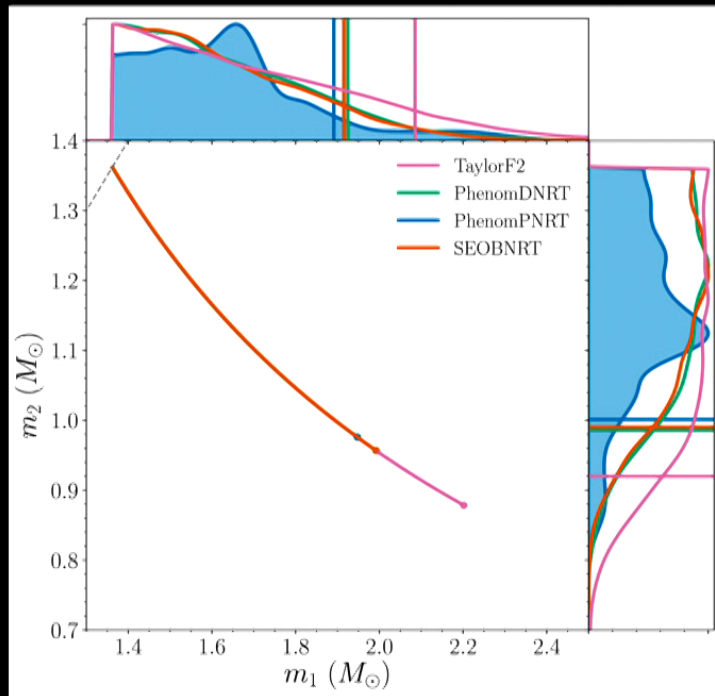 TaylorF2
PhenomDNRT
PhenomPNRT
SEOBNRT
1.4
1.3
1.2
1.1
1.0
0.9
0.8
0.7
m₂ (M⊙)
1.4 1.6 1.8 2.0 2.2 2.4
m₁ (M⊙)